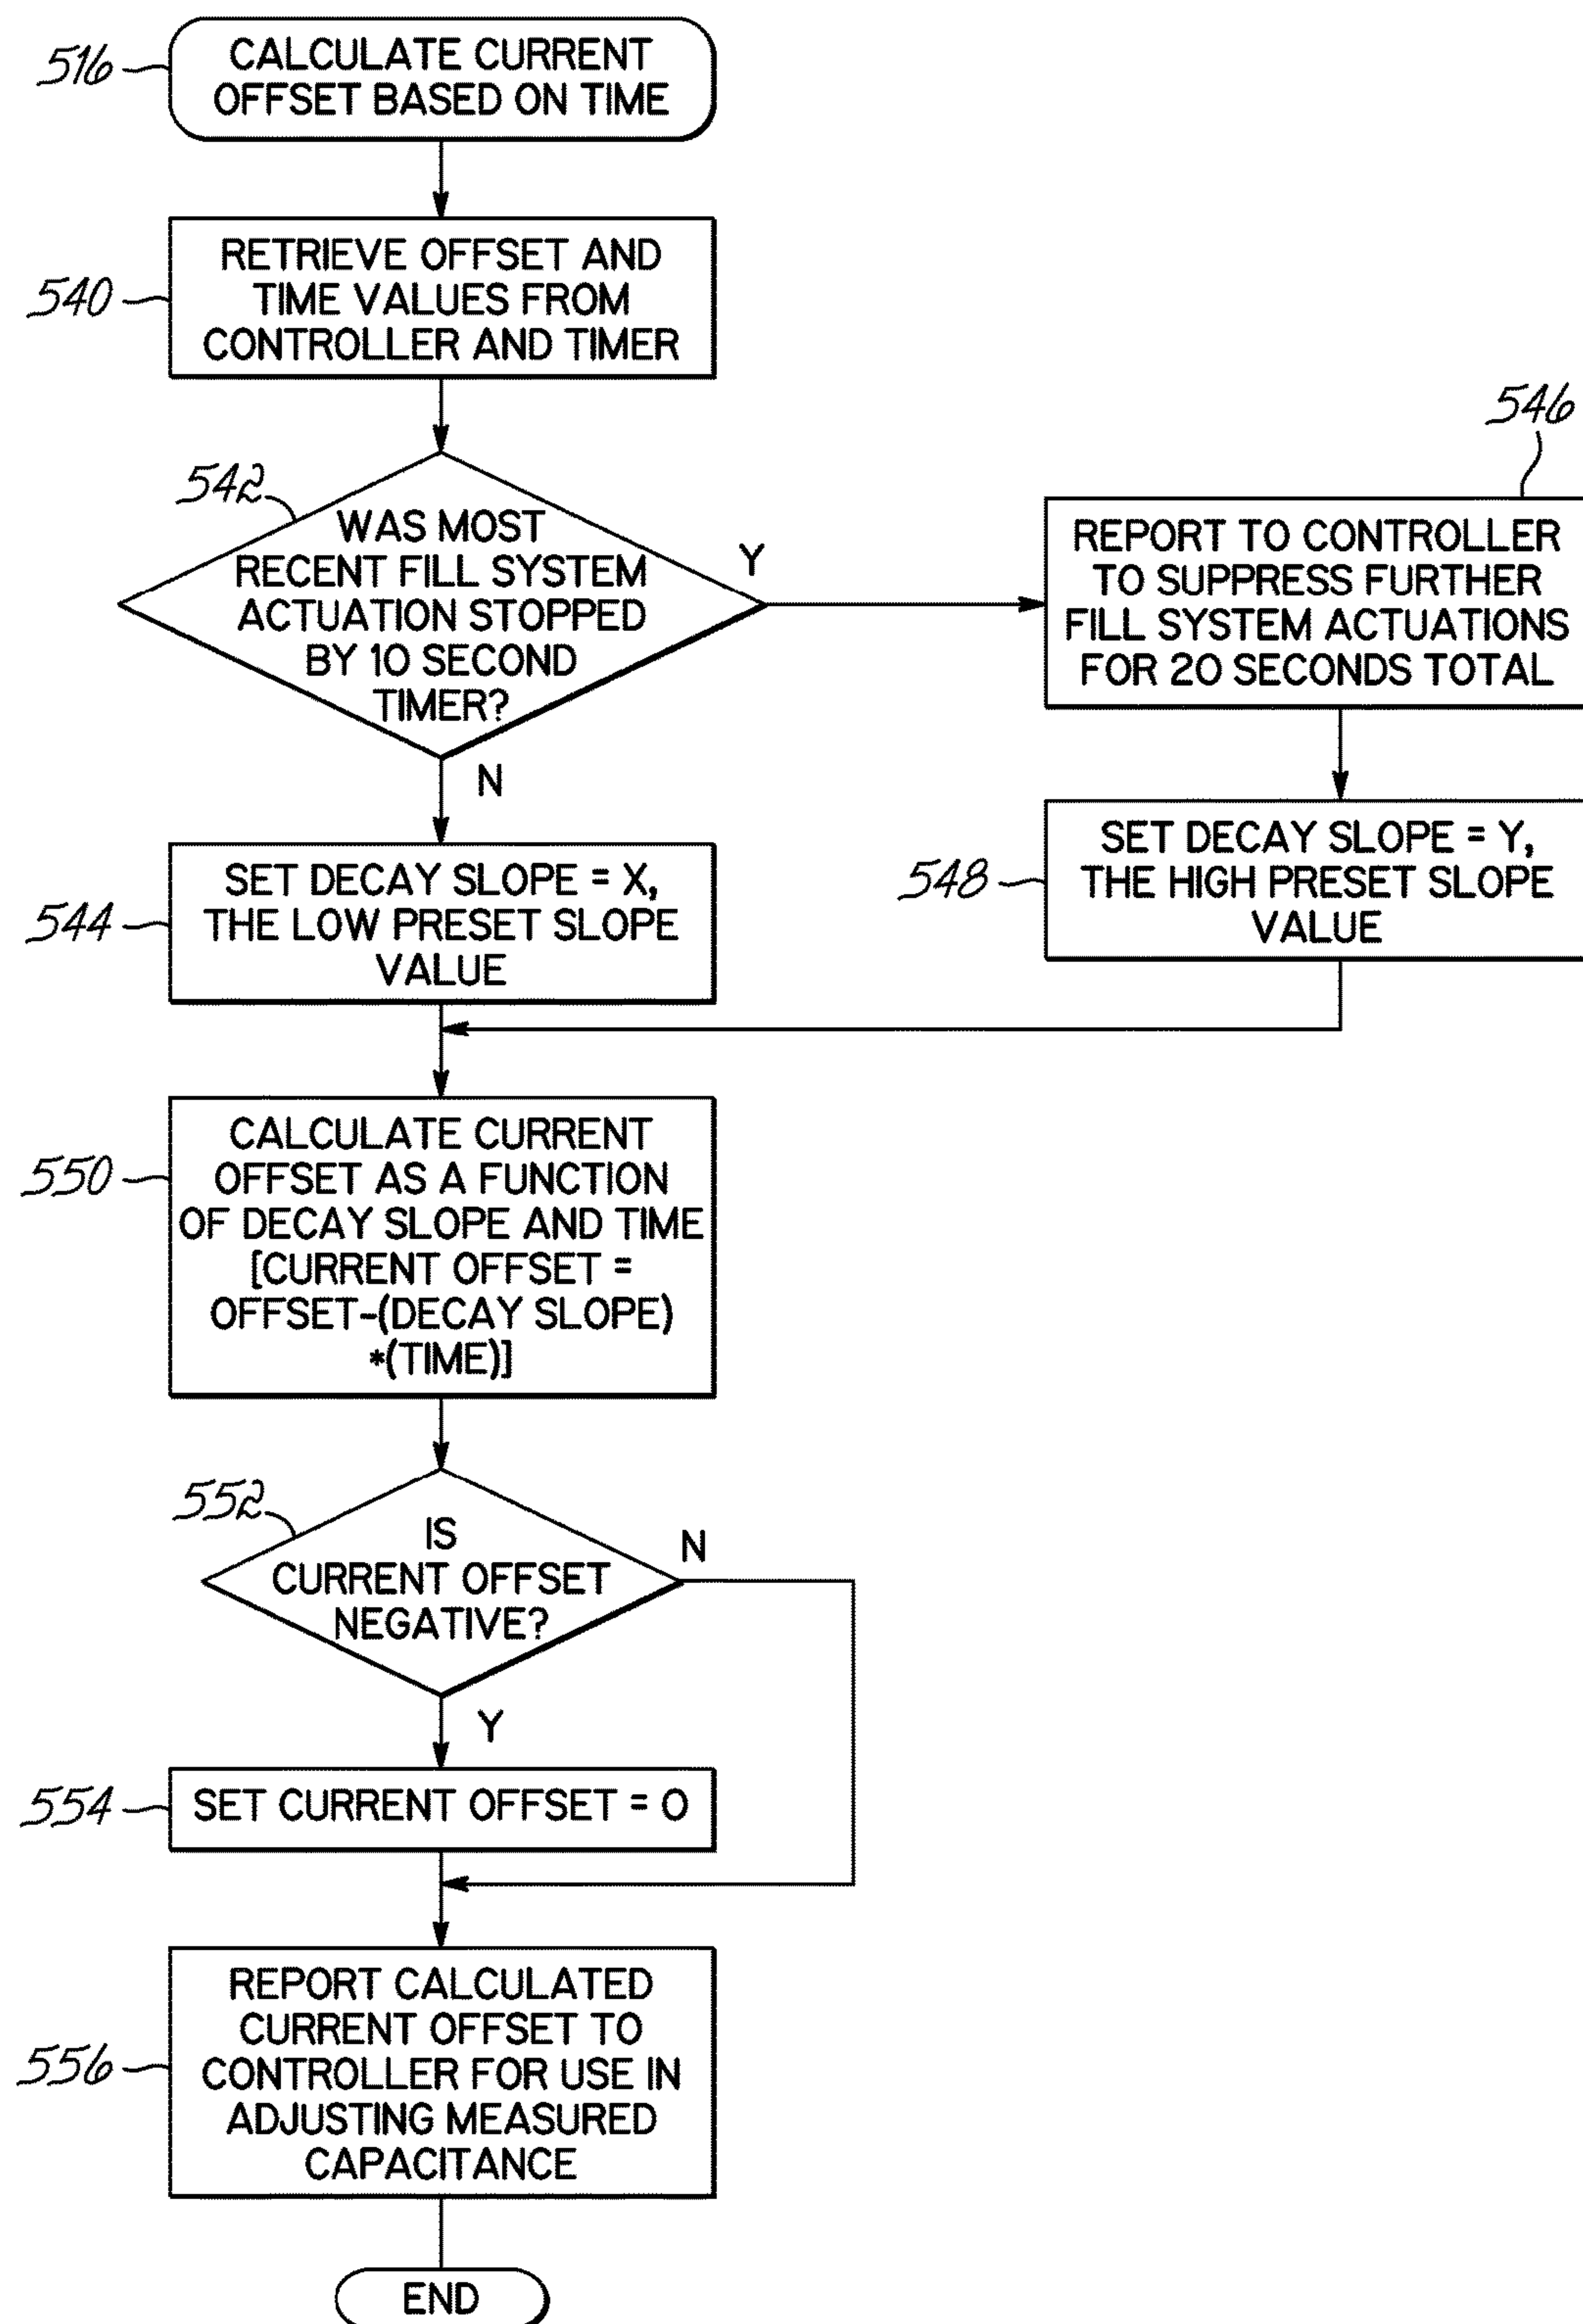 516
CALCULATE CURRENT
OFFSET BASED ON TIME
540
RETRIEVE OFFSET AND
TIME VALUES FROM
CONTROLLER AND TIMER
542
WAS MOST
RECENT FILL SYSTEM
ACTUATION STOPPED
BY 10 SECOND
TIMER?
Y
N
546
REPORT TO CONTROLLER
TO SUPPRESS FURTHER
FILL SYSTEM ACTUATIONS
FOR 20 SECONDS TOTAL
544
SET DECAY SLOPE = X,
THE LOW PRESET SLOPE
VALUE
548
SET DECAY SLOPE = Y,
THE HIGH PRESET SLOPE
VALUE
550
CALCULATE CURRENT
OFFSET AS A FUNCTION
OF DECAY SLOPE AND TIME
[CURRENT OFFSET =
OFFSET-(DECAY SLOPE)
*(TIME)]
552
IS
CURRENT OFFSET
NEGATIVE?
N
Y
554
SET CURRENT OFFSET = 0
556
REPORT CALCULATED
CURRENT OFFSET TO
CONTROLLER FOR USE IN
ADJUSTING MEASURED
CAPACITANCE
END